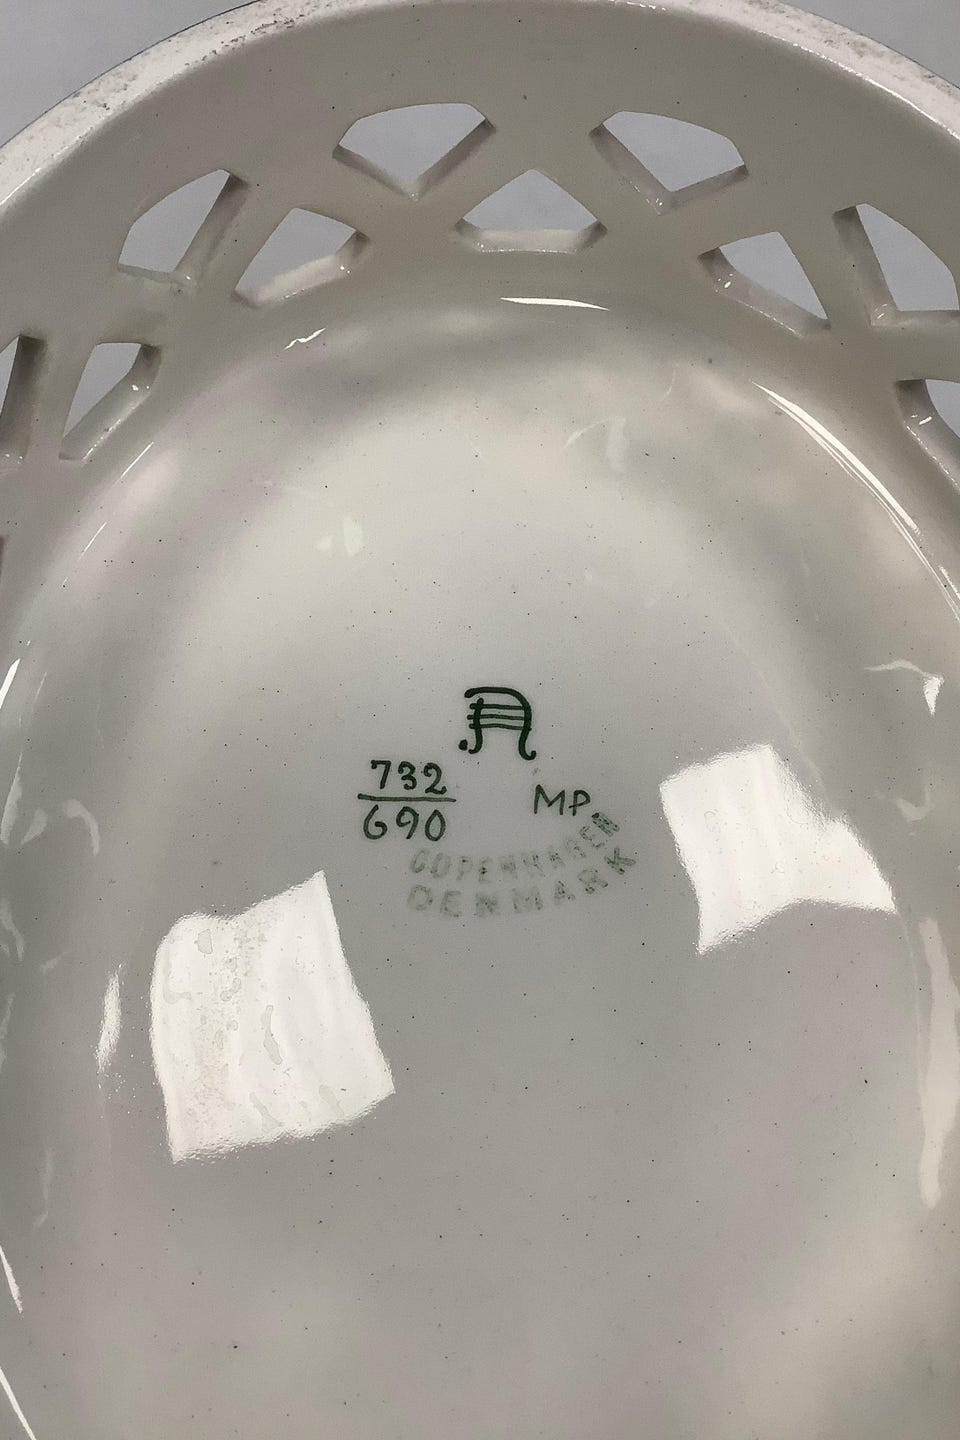 732
690
MP.
COPENHAGEN
DENMARK